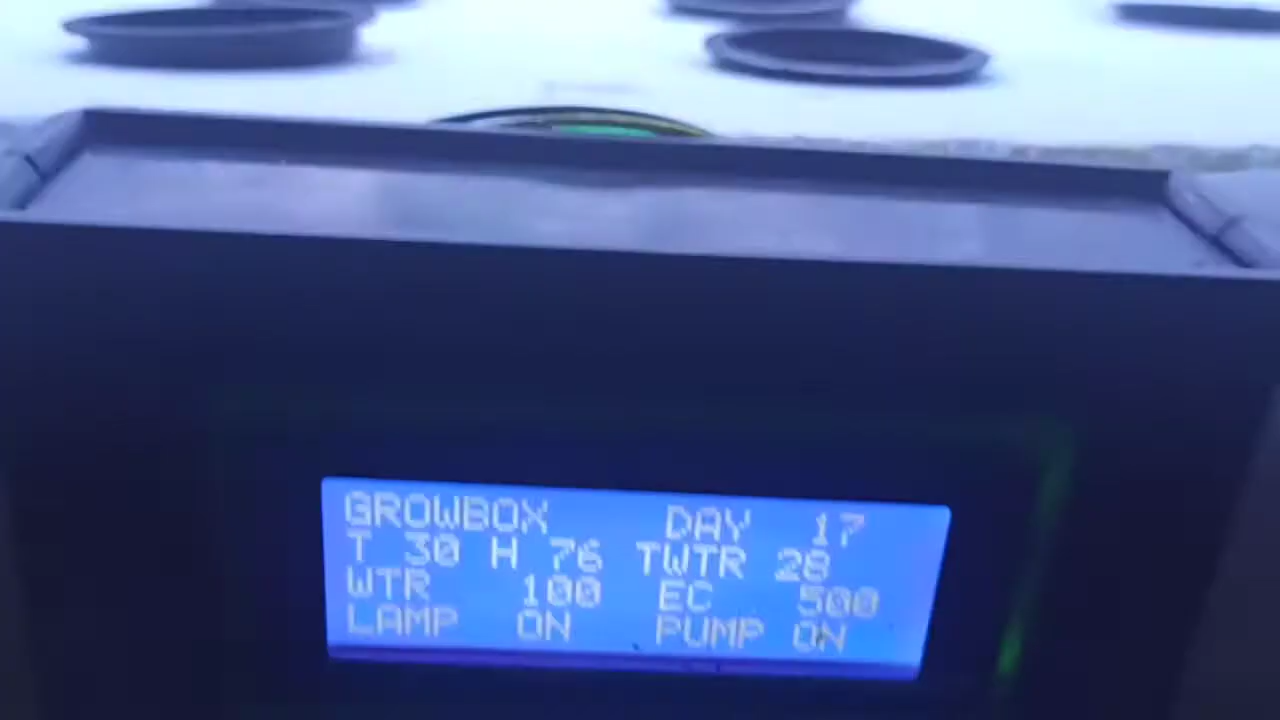 GROWBOX DAY 17
T 30 H 76 TWTR 28
WTR 100 EC 500
LAMP ON PUMP ON